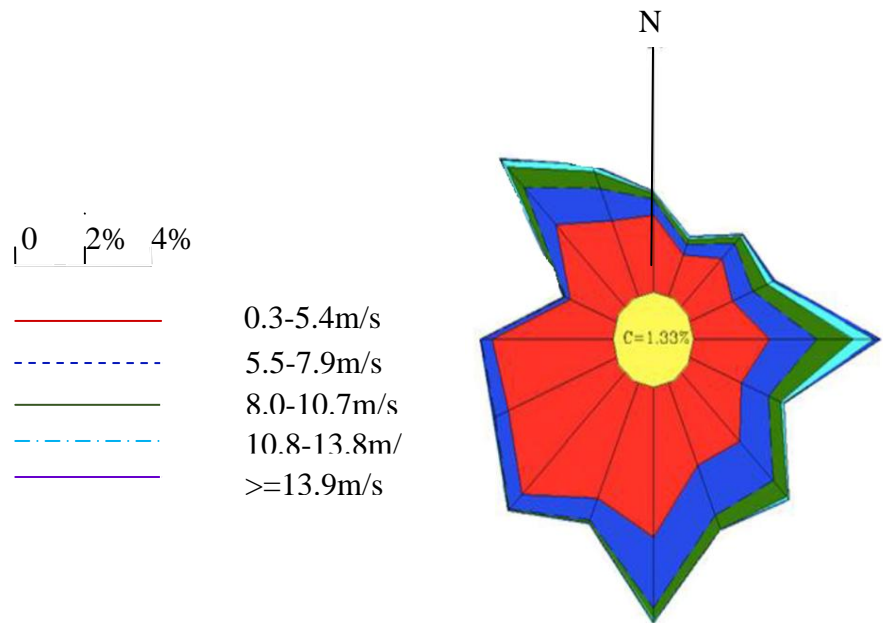 N
0 2% 4%
0.3-5.4m/s
5.5-7.9m/s
8.0-10.7m/s
10.8-13.8m/
>=13.9m/s
C=1.33%